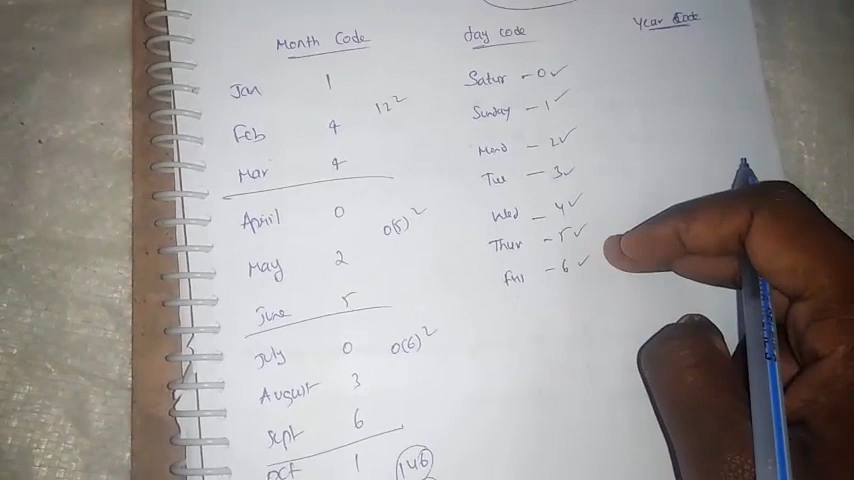 Month Code
Jan 1
Feb 4 12²
Mar 4
April 0 0(5)²
May 2
June 5
July 0 0(6)²
August 3
Sept 6
Oct 1 146
day code
Satur - 0 ✓
Sunday - 1 ✓
Mond - 2 ✓
Tue - 3 ✓
Wed - 4 ✓
Thur - 5 ✓
Fri - 6 ✓
Year Code